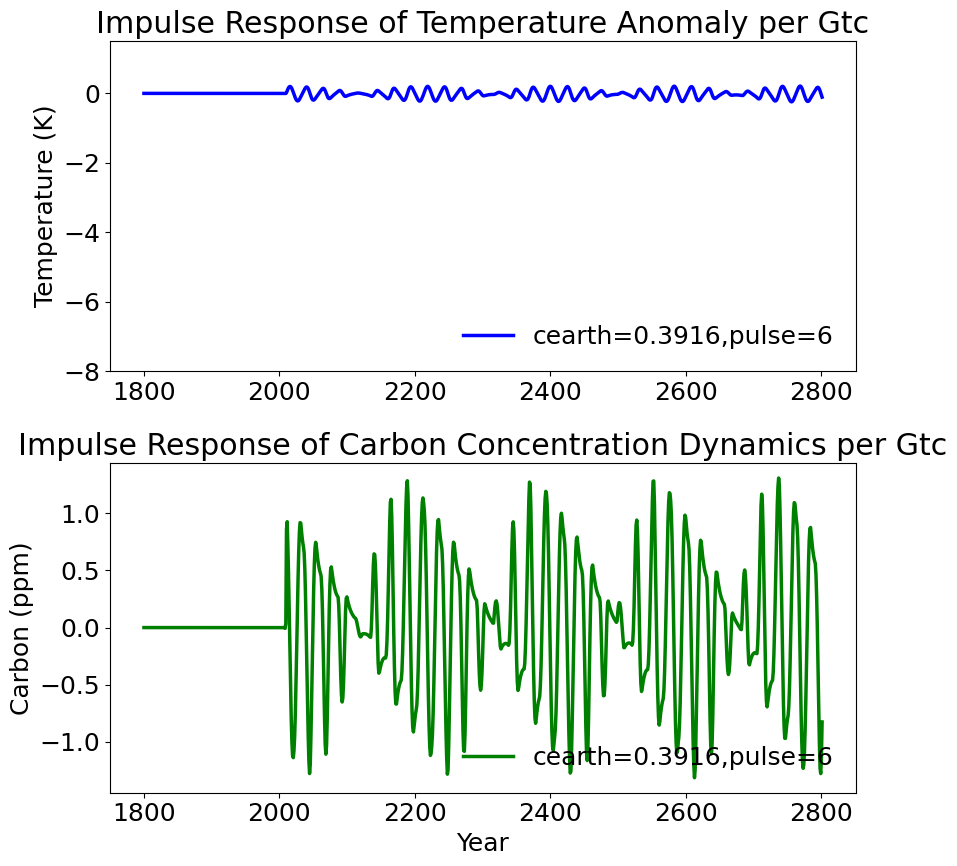 Impulse Response of Temperature Anomaly per Gtc
Temperature (K)
0
−2
−4
−6
−8
cearth=0.3916,pulse=6
1800 2000 2200 2400 2600 2800
Impulse Response of Carbon Concentration Dynamics per Gtc
Carbon (ppm)
1.0
0.5
0.0
−0.5
−1.0
cearth=0.3916,pulse=6
1800 2000 2200 2400 2600 2800
Year